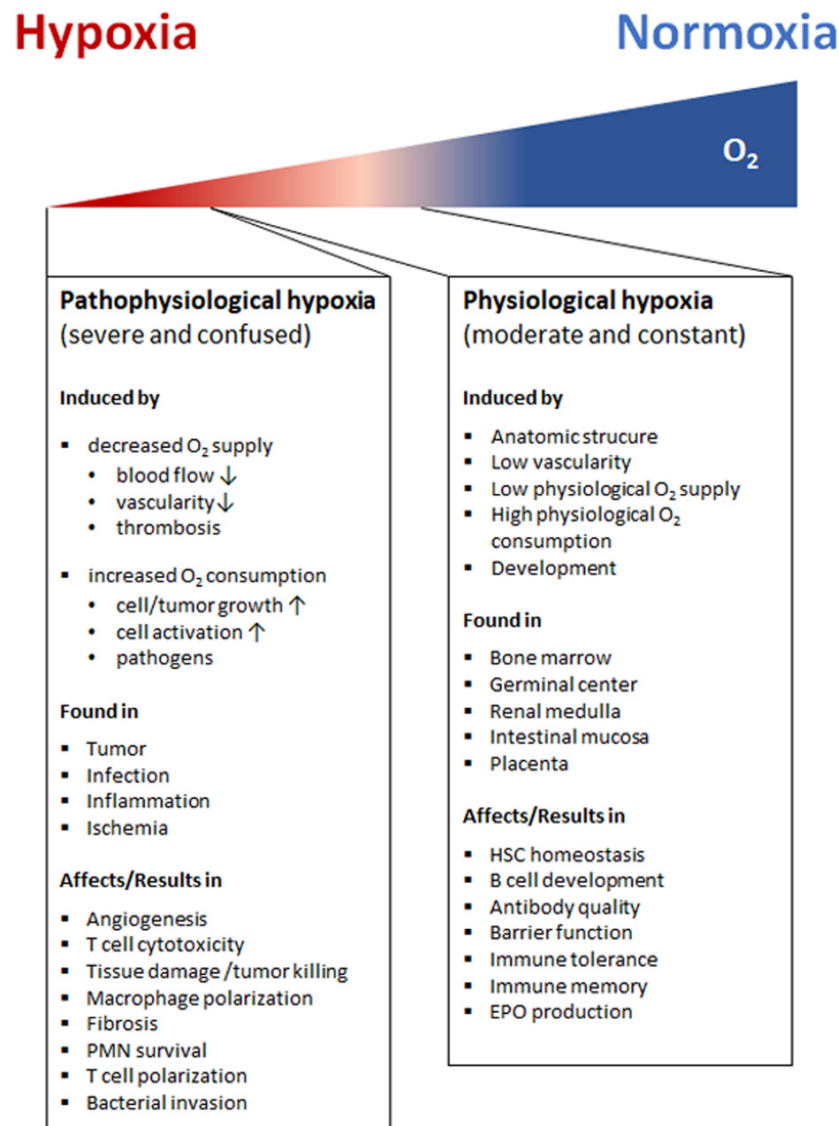 Hypoxia
Normoxia
O₂
Pathophysiological hypoxia
(severe and confused)
Induced by
▪ decreased O₂ supply
• blood flow ↓
• vascularity↓
• thrombosis
▪ increased O₂ consumption
• cell/tumor growth ↑
• cell activation ↑
• pathogens
Found in
▪ Tumor
▪ Infection
▪ Inflammation
▪ Ischemia
Affects/Results in
▪ Angiogenesis
▪ T cell cytotoxicity
▪ Tissue damage /tumor killing
▪ Macrophage polarization
▪ Fibrosis
▪ PMN survival
▪ T cell polarization
▪ Bacterial invasion
Physiological hypoxia
(moderate and constant)
Induced by
▪ Anatomic strucure
▪ Low vascularity
▪ Low physiological O₂ supply
▪ High physiological O₂
consumption
▪ Development
Found in
▪ Bone marrow
▪ Germinal center
▪ Renal medulla
▪ Intestinal mucosa
▪ Placenta
Affects/Results in
▪ HSC homeostasis
▪ B cell development
▪ Antibody quality
▪ Barrier function
▪ Immune tolerance
▪ Immune memory
▪ EPO production